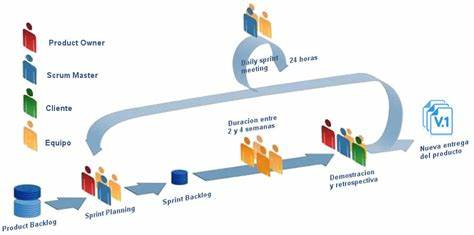 Product Owner
Scrum Master
Cliente
Equipo
Daily sprint
meeting
24 horas
Duracion entre
2 y 4 semanas
V.1
Nueva entrega
del producto
Demostracion
y retrospectiva
Sprint Backlog
Sprint Planning
Product Backlog